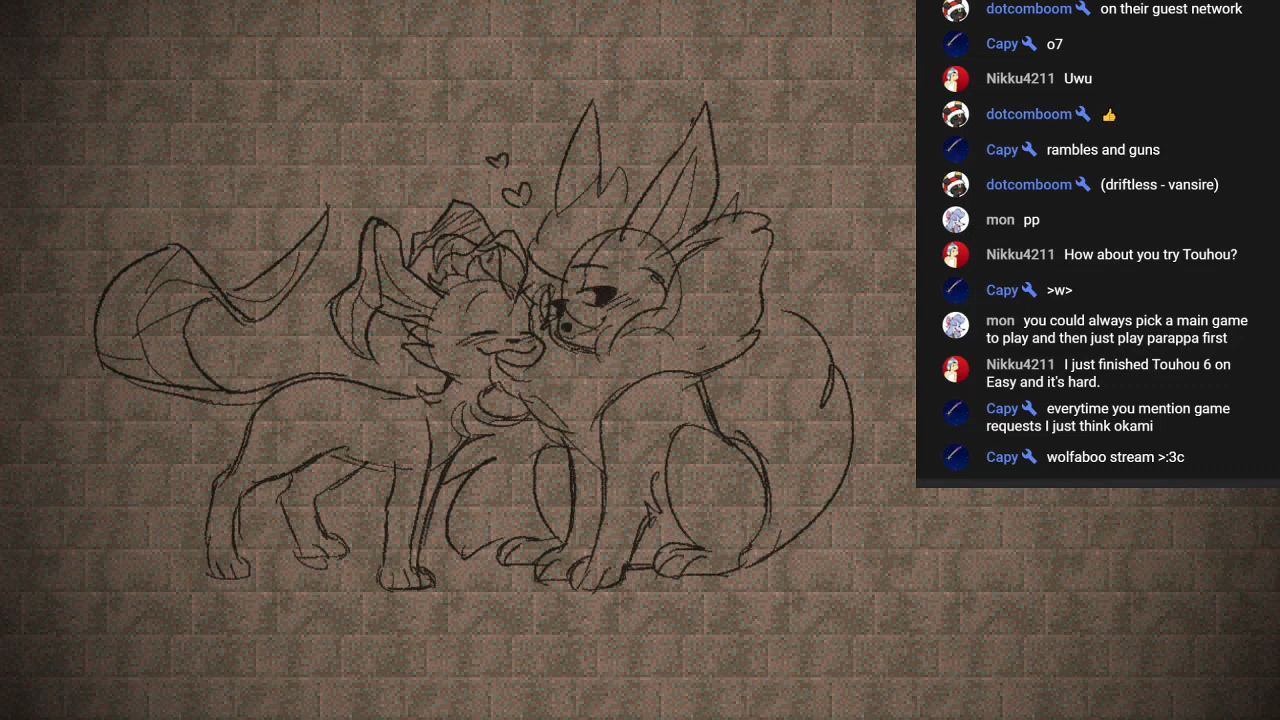 dotcomboom on their guest network
Capy o7
Nikku4211 Uwu
dotcomboom 👍
Capy rambles and guns
dotcomboom (driftless - vansire)
mon pp
Nikku4211 How about you try Touhou?
Capy >w>
mon you could always pick a main game
to play and then just play parappa first
Nikku4211 I just finished Touhou 6 on
Easy and it's hard.
Capy everytime you mention game
requests I just think okami
Capy wolfaboo stream >:3c